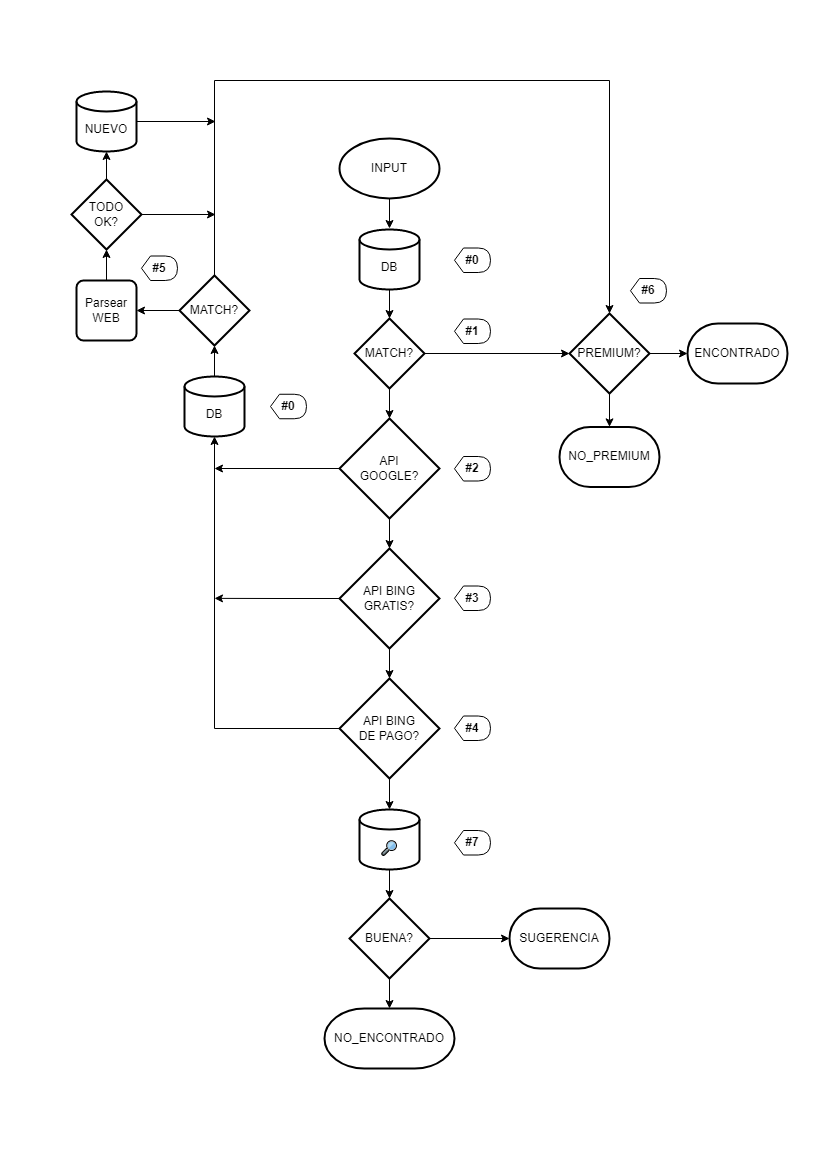 NUEVO
INPUT
TODO
OK?
DB
#0
#5
#6
Parsear
WEB
MATCH?
#1
MATCH?
PREMIUM?
ENCONTRADO
DB
#0
API
GOOGLE?
#2
NO_PREMIUM
API BING
GRATIS?
#3
API BING
DE PAGO?
#4
#7
BUENA?
SUGERENCIA
NO_ENCONTRADO